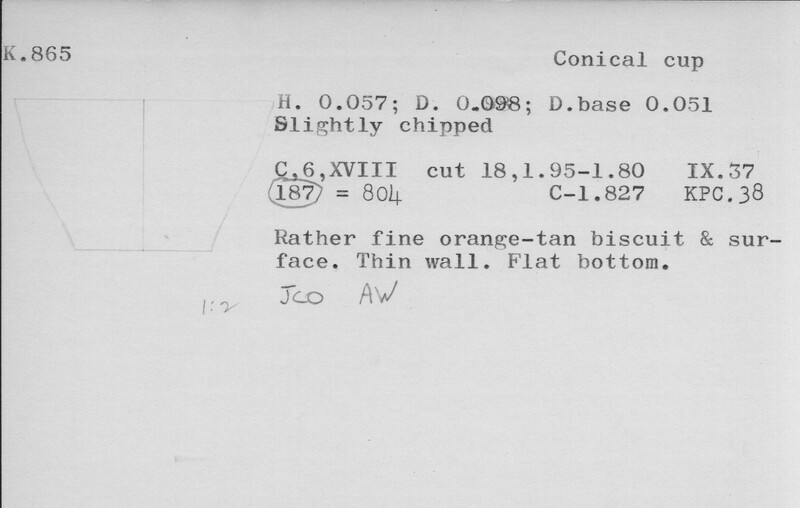 K.865
Conical cup
H. 0.057; D. 0.098; D.base 0.051
Slightly chipped
C,6,XVIII cut 18,1.95-1.80 IX.37
187 = 804 C-1.827 KPC.38
Rather fine orange-tan biscuit & sur-
face. Thin wall. Flat bottom.
1:2 JCO AW